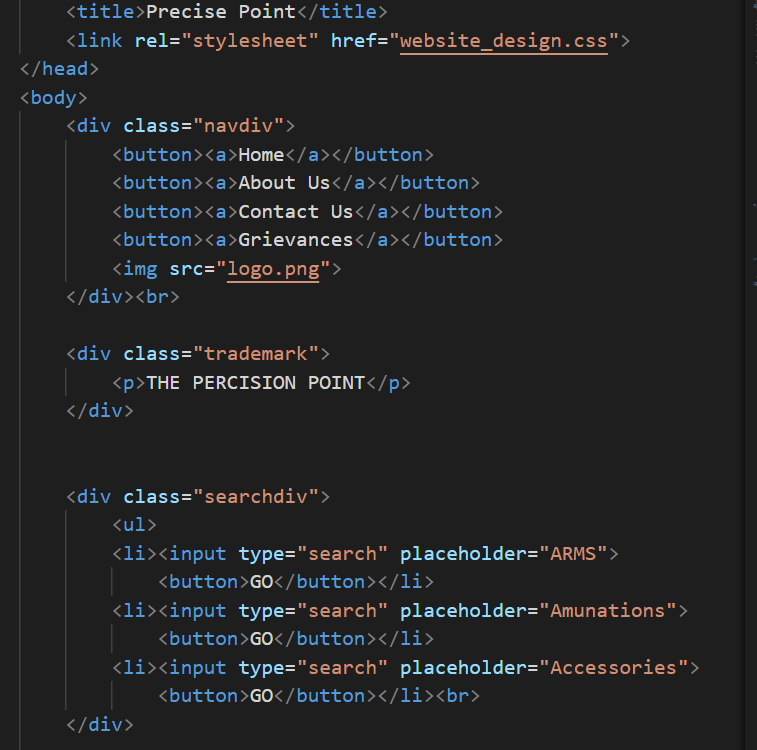 <title>Precise Point</title>
<link rel="stylesheet" href="website_design.css">
</head>
<body>
<div class="navdiv">
<button><a>Home</a></button>
<button><a>About Us</a></button>
<button><a>Contact Us</a></button>
<button><a>Grievances</a></button>
<img src="logo.png">
</div><br>
<div class="trademark">
<p>THE PERCISION POINT</p>
</div>
<div class="searchdiv">
<ul>
<li><input type="search" placeholder="ARMS">
<button>GO</button></li>
<li><input type="search" placeholder="Amunations">
<button>GO</button></li>
<li><input type="search" placeholder="Accessories">
<button>GO</button></li><br>
</div>